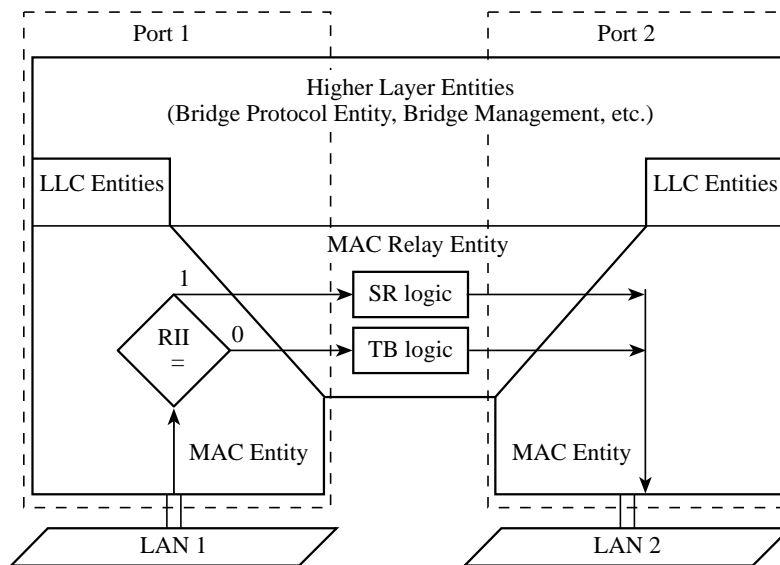 Port 1
Port 2
Higher Layer Entities
(Bridge Protocol Entity, Bridge Management, etc.)
LLC Entities
LLC Entities
MAC Relay Entity
1
SR logic
RII
=
0
TB logic
MAC Entity
MAC Entity
LAN 1
LAN 2